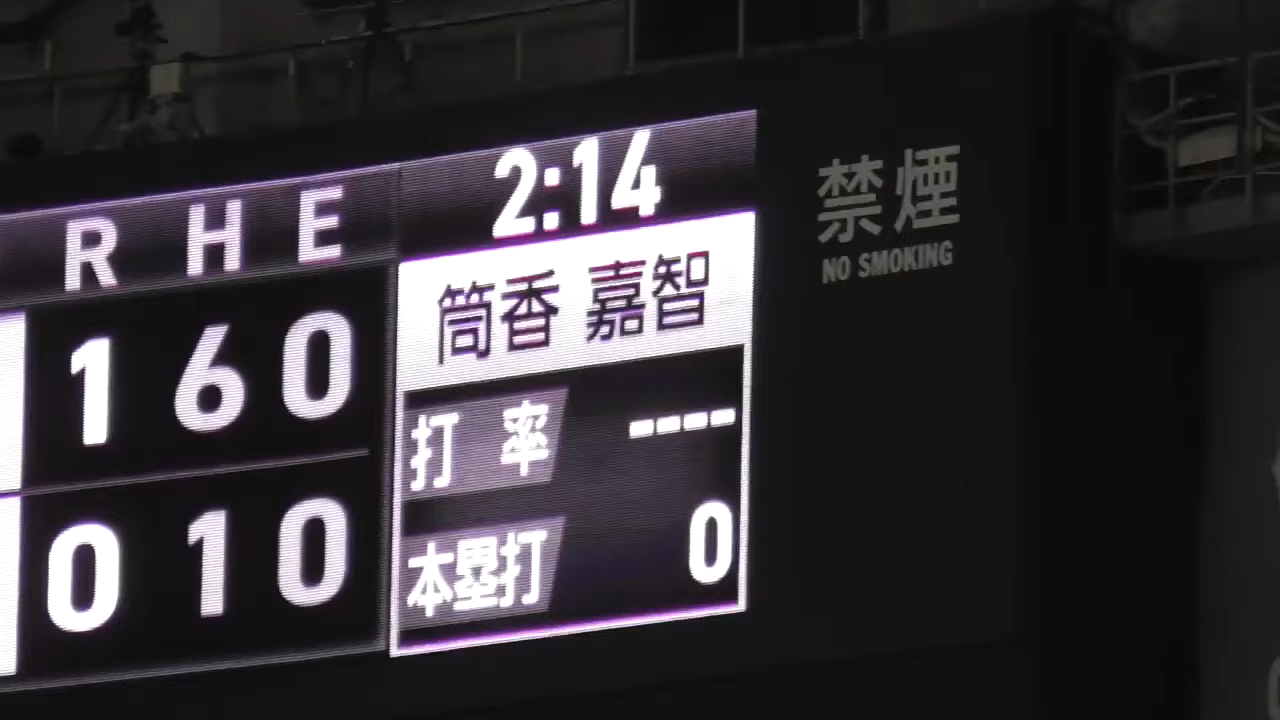 2:14
R H E
筒香 嘉智
1 6 0
打 率 ----
0 1 0
本塁打 0
禁煙
NO SMOKING